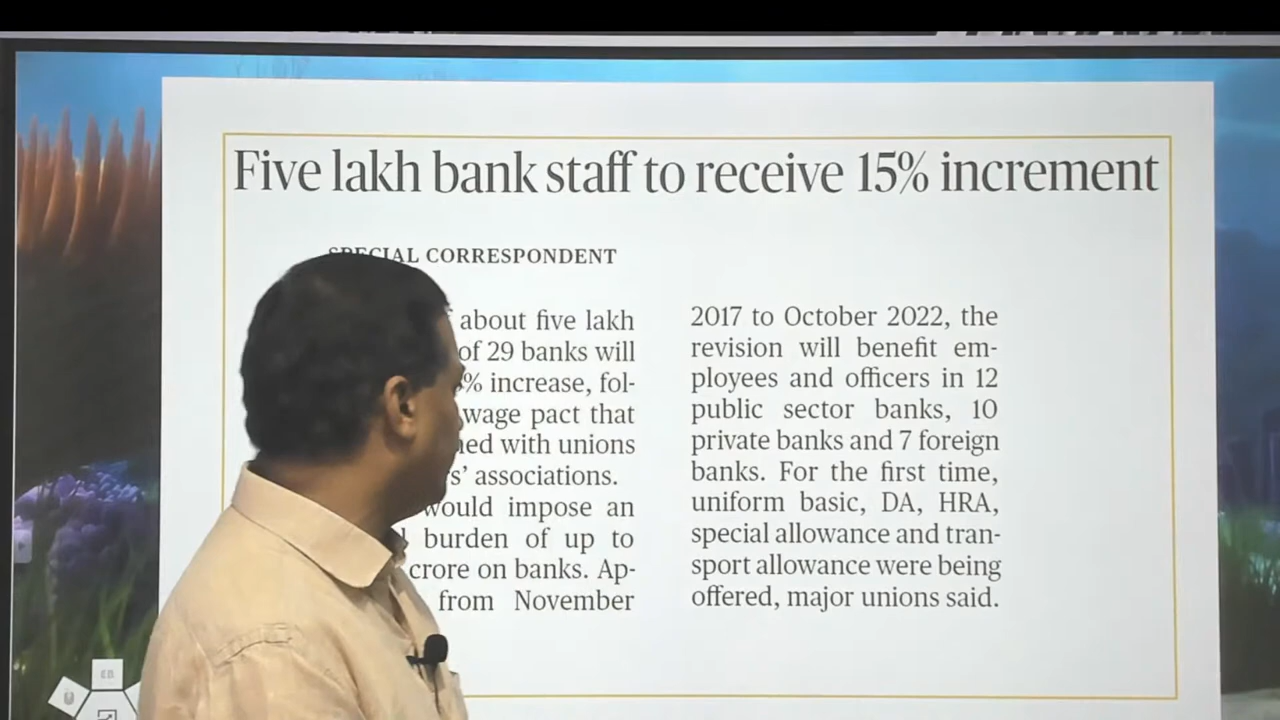 Five lakh bank staff to receive 15% increment
SPECIAL CORRESPONDENT
about five lakh
of 29 banks will
% increase, fol-
wage pact that
with unions
associations.
would impose an
burden of up to
crore on banks. Ap-
from November
2017 to October 2022, the
revision will benefit em-
ployees and officers in 12
public sector banks, 10
private banks and 7 foreign
banks. For the first time,
uniform basic, DA, HRA,
special allowance and tran-
sport allowance were being
offered, major unions said.